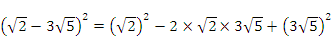 (√2 − 3√5)² = (√2)² − 2 × √2 × 3√5 + (3√5)²